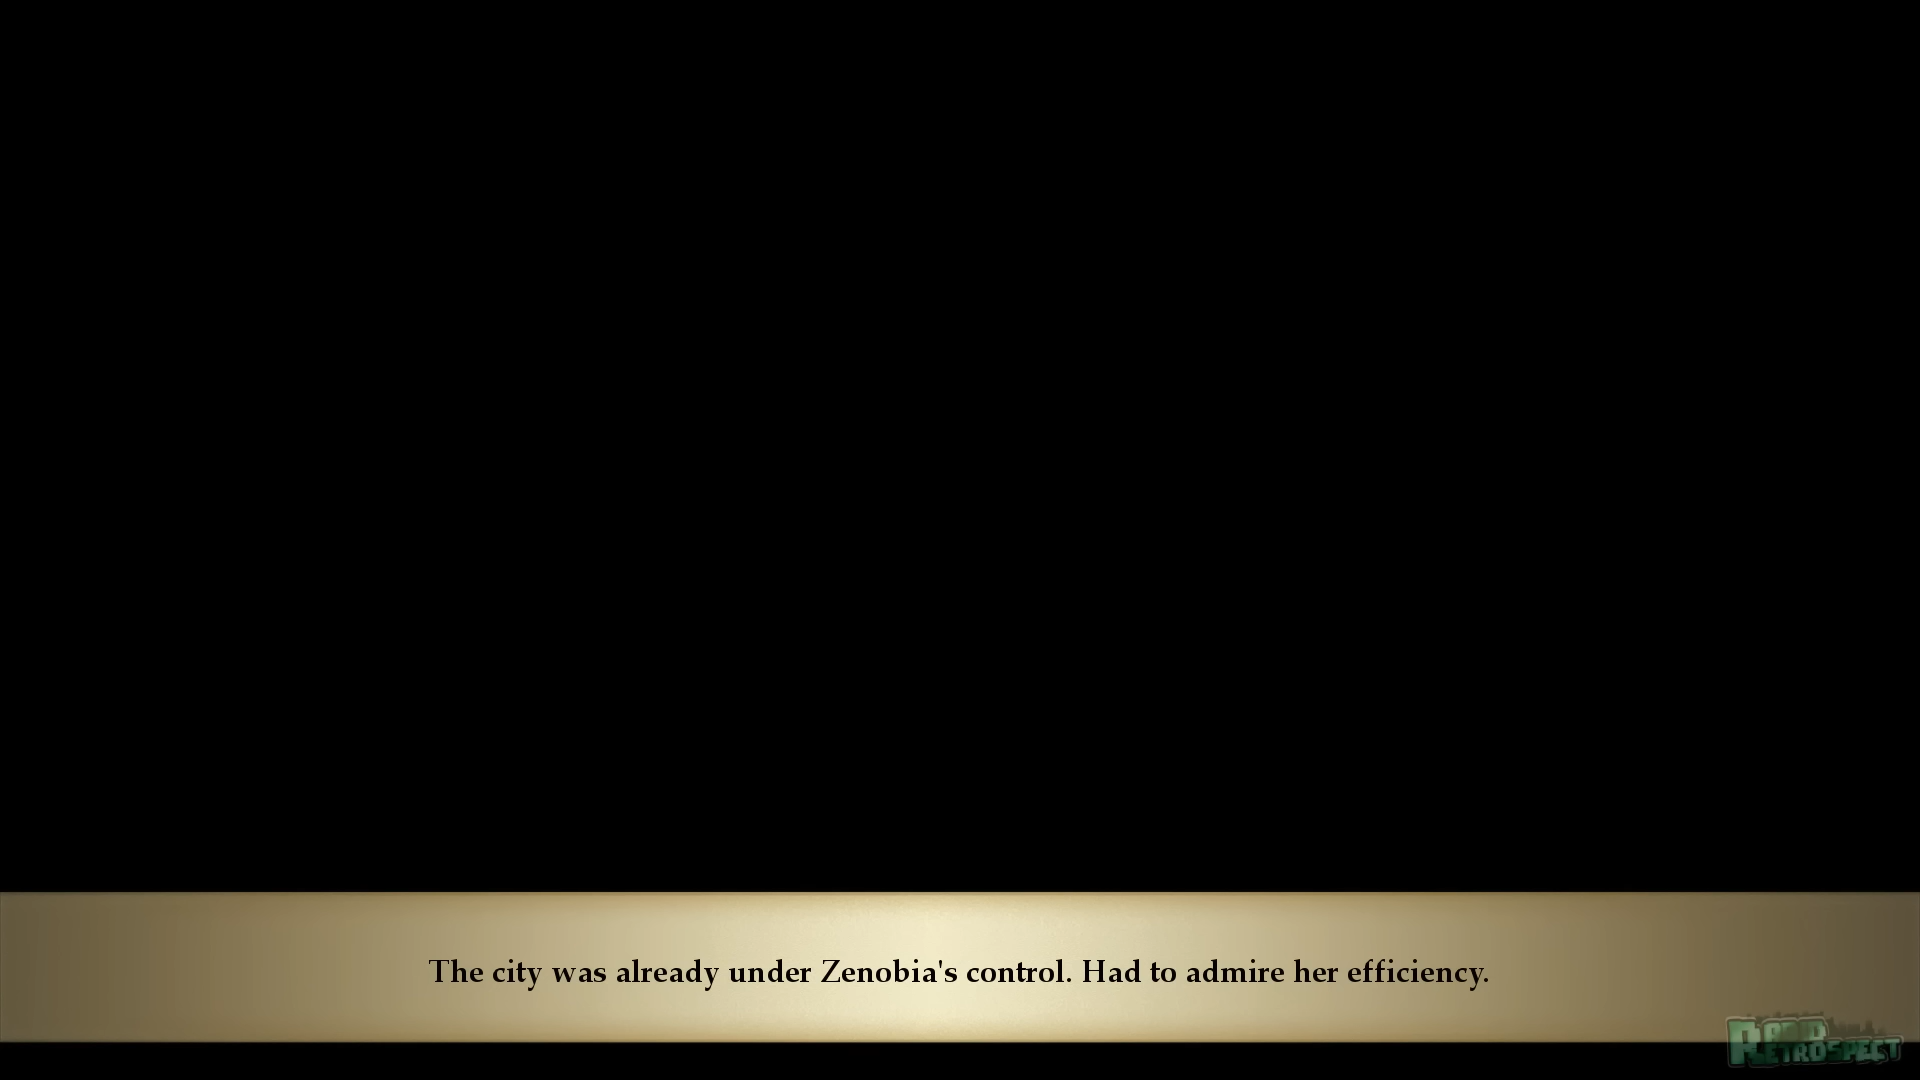 The city was already under Zenobia's control. Had to admire her efficiency.
RETROSPECT